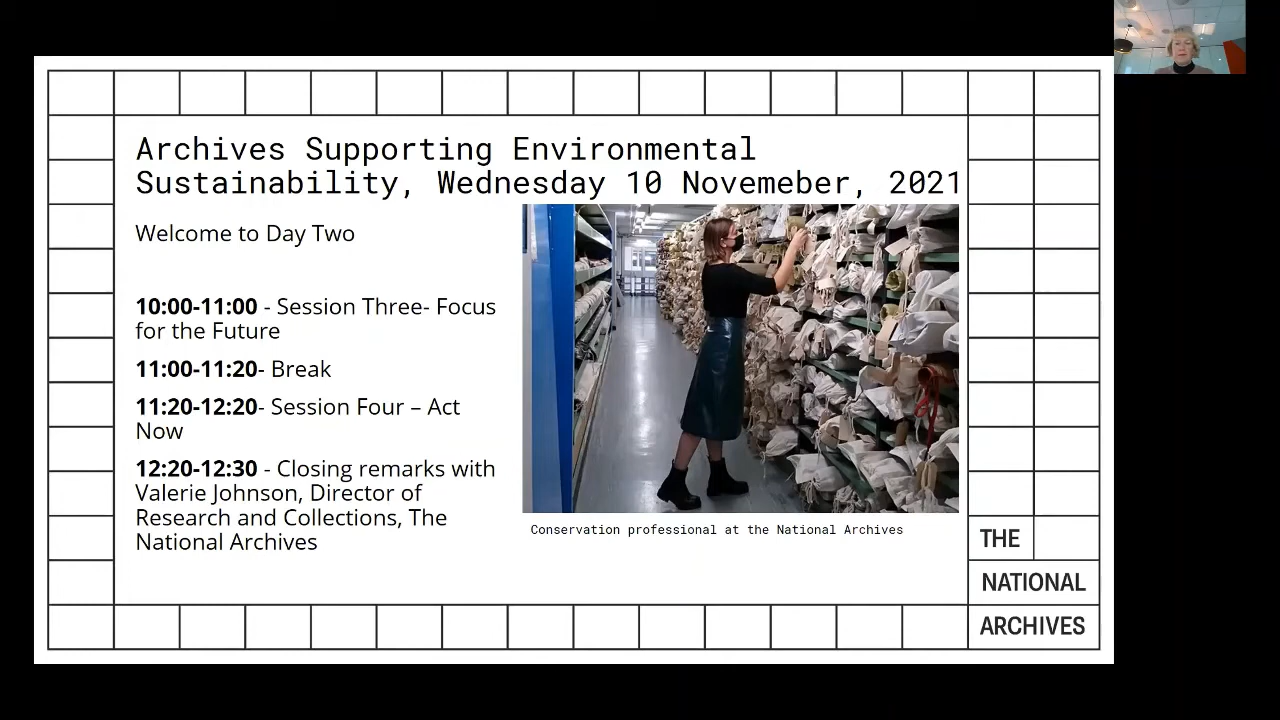 Archives Supporting Environmental
Sustainability, Wednesday 10 Novemeber, 2021
Welcome to Day Two
10:00-11:00 - Session Three- Focus
for the Future
11:00-11:20- Break
11:20-12:20- Session Four – Act
Now
12:20-12:30 - Closing remarks with
Valerie Johnson, Director of
Research and Collections, The
National Archives
Conservation professional at the National Archives
THE
NATIONAL
ARCHIVES